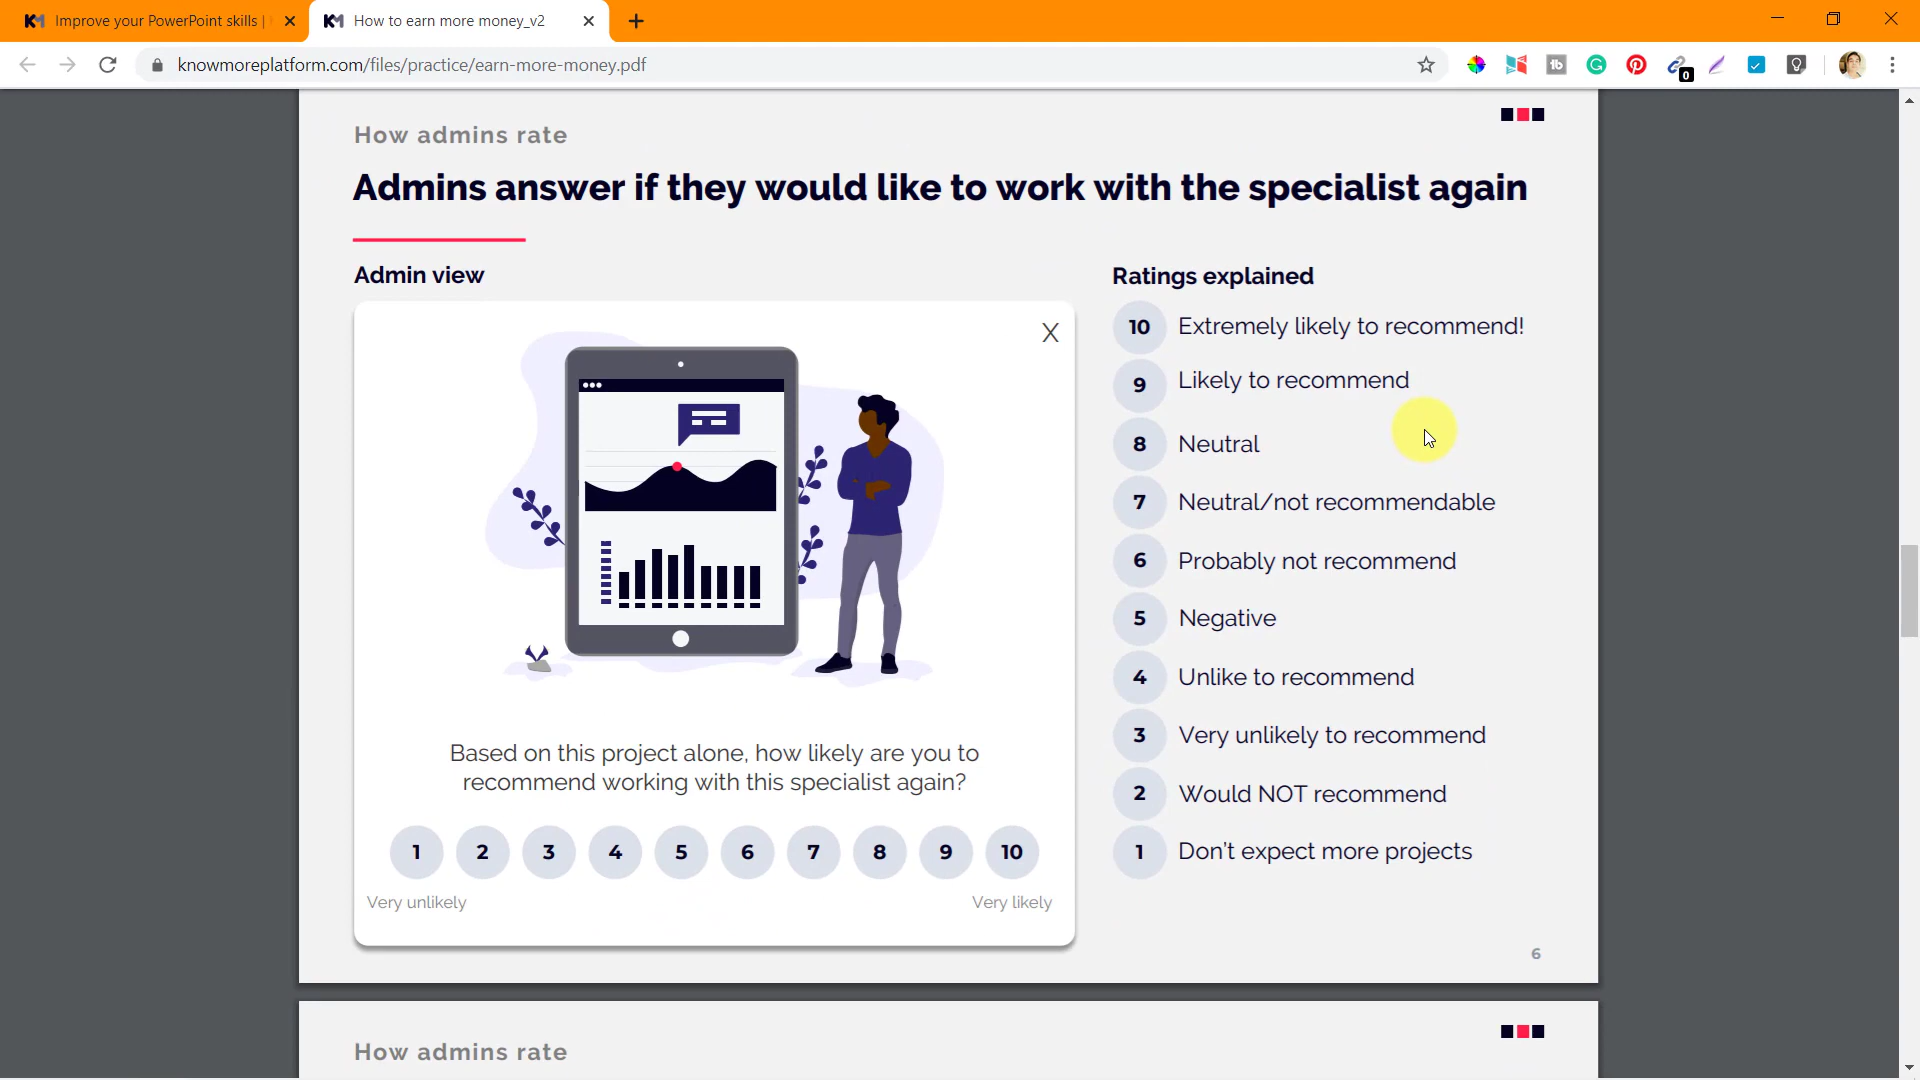 KM Improve your PowerPoint skills |
KM How to earn more money_v2
knowmoreplatform.com/files/practice/earn-more-money.pdf
tb
G
0
How admins rate
Admins answer if they would like to work with the specialist again
Admin view
X
Based on this project alone, how likely are you to
recommend working with this specialist again?
1 2 3 4 5 6 7 8 9 10
Very unlikely Very likely
Ratings explained
10 Extremely likely to recommend!
9 Likely to recommend
8 Neutral
7 Neutral/not recommendable
6 Probably not recommend
5 Negative
4 Unlike to recommend
3 Very unlikely to recommend
2 Would NOT recommend
1 Don't expect more projects
6
How admins rate